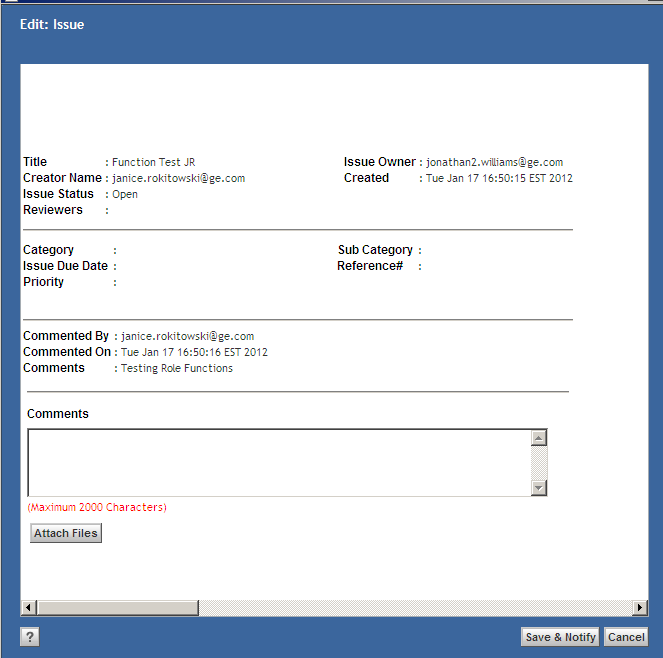 Edit: Issue
Title : Function Test JR Issue Owner : jonathan2.williams@ge.com
Creator Name : janice.rokitowski@ge.com Created : Tue Jan 17 16:50:15 EST 2012
Issue Status : Open
Reviewers :
Category : Sub Category :
Issue Due Date : Reference# :
Priority :
Commented By : janice.rokitowski@ge.com
Commented On : Tue Jan 17 16:50:16 EST 2012
Comments : Testing Role Functions
Comments
(Maximum 2000 Characters)
Attach Files
? Save & Notify Cancel